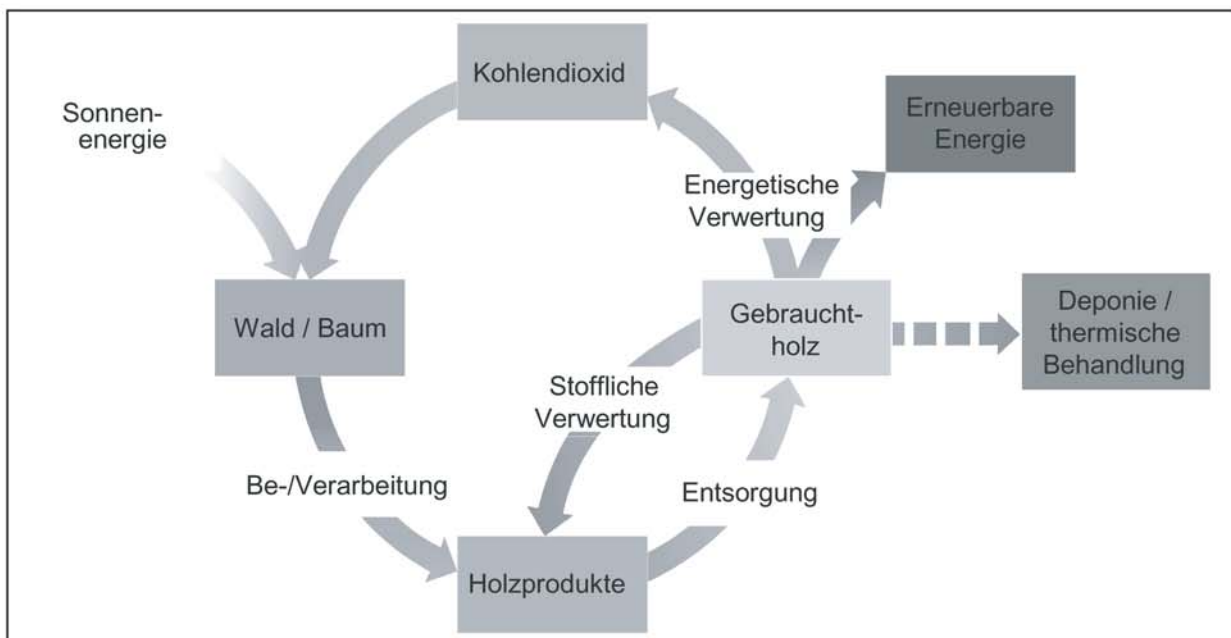 Kohlendioxid
Sonnen-
energie
Erneuerbare
Energie
Energetische
Verwertung
Wald / Baum
Gebraucht-
holz
Deponie /
thermische
Behandlung
Stoffliche
Verwertung
Be-/Verarbeitung
Entsorgung
Holzprodukte